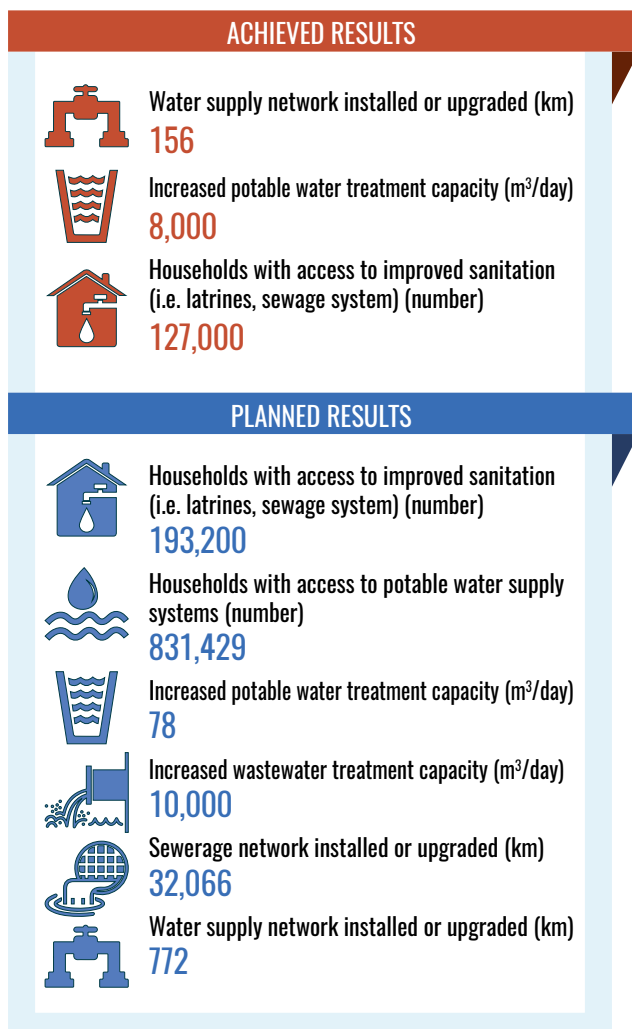 ACHIEVED RESULTS
Water supply network installed or upgraded (km)
156
Increased potable water treatment capacity (m³/day)
8,000
Households with access to improved sanitation
(i.e. latrines, sewage system) (number)
127,000
PLANNED RESULTS
Households with access to improved sanitation
(i.e. latrines, sewage system) (number)
193,200
Households with access to potable water supply
systems (number)
831,429
Increased potable water treatment capacity (m³/day)
78
Increased wastewater treatment capacity (m³/day)
10,000
Sewerage network installed or upgraded (km)
32,066
Water supply network installed or upgraded (km)
772